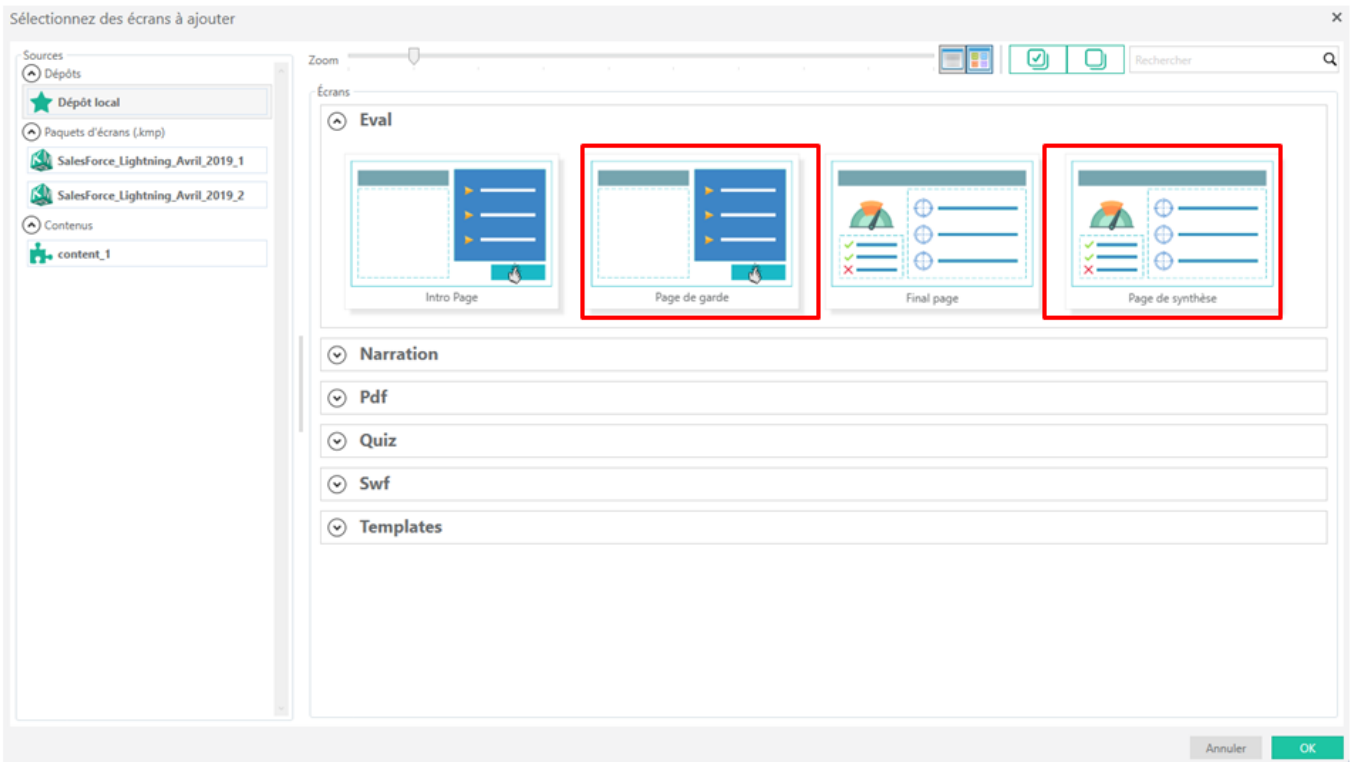 Sélectionnez des écrans à ajouter
Sources
Dépôts
Dépôt local
Paquets d'écrans (.kmp)
SalesForce_Lightning_Avril_2019_1
SalesForce_Lightning_Avril_2019_2
Contenus
content_1
Zoom
Rechercher
Écrans
Eval
Intro Page
Page de garde
Final page
Page de synthèse
Narration
Pdf
Quiz
Swf
Templates
Annuler
OK